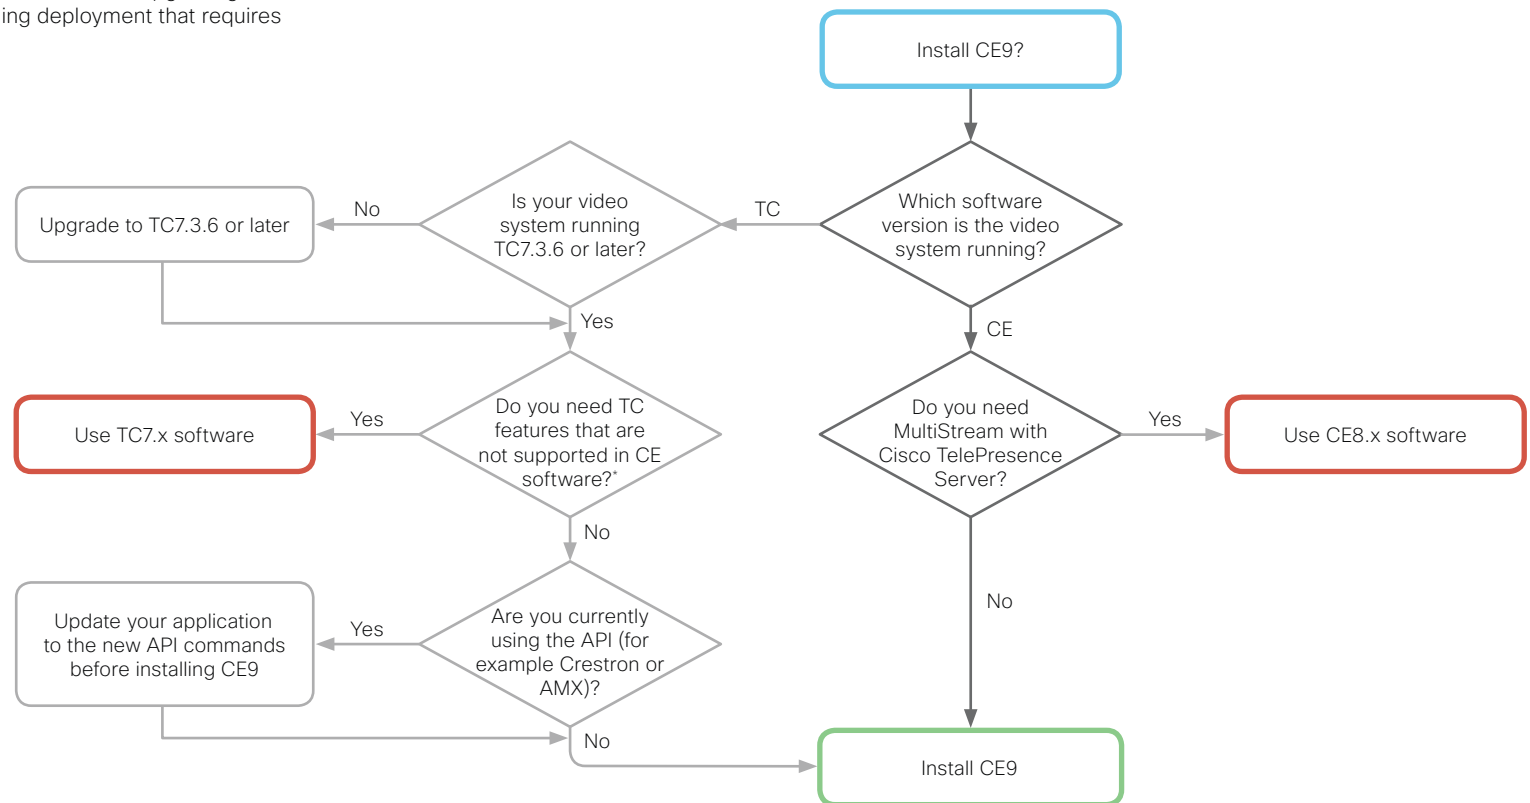 ing deployment that requires
Install CE9?
Which software
version is the video
system running?
TC
Is your video
system running
TC7.3.6 or later?
No
Upgrade to TC7.3.6 or later
Yes
CE
Do you need TC
features that are
not supported in CE
software?*
Yes
Use TC7.x software
Do you need
MultiStream with
Cisco TelePresence
Server?
Yes
Use CE8.x software
No
Are you currently
using the API (for
example Crestron or
AMX)?
Yes
Update your application
to the new API commands
before installing CE9
No
No
Install CE9